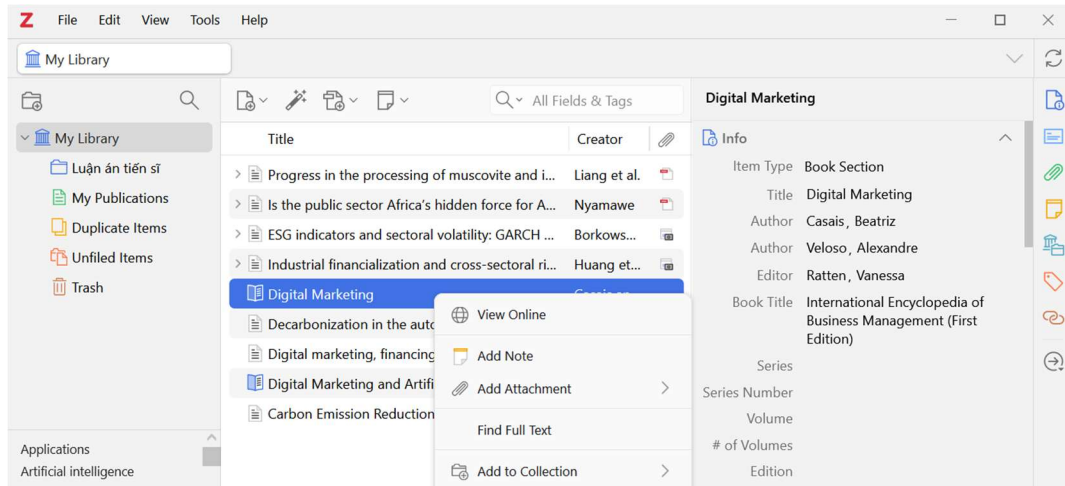 Z File Edit View Tools Help
My Library
All Fields & Tags
Digital Marketing
My Library
Luận án tiến sĩ
My Publications
Duplicate Items
Unfiled Items
Trash
Applications
Artificial intelligence
Title Creator
Progress in the processing of muscovite and i... Liang et al.
Is the public sector Africa's hidden force for A... Nyamawe
ESG indicators and sectoral volatility: GARCH ... Borkows...
Industrial financialization and cross-sectoral ri... Huang et...
Digital Marketing
Decarbonization in the auto
Digital marketing, financing
Digital Marketing and Artifi
Carbon Emission Reduction
View Online
Add Note
Add Attachment
Find Full Text
Add to Collection
Info
Item Type Book Section
Title Digital Marketing
Author Casais, Beatriz
Author Veloso, Alexandre
Editor Ratten, Vanessa
Book Title International Encyclopedia of
Business Management (First
Edition)
Series
Series Number
Volume
# of Volumes
Edition